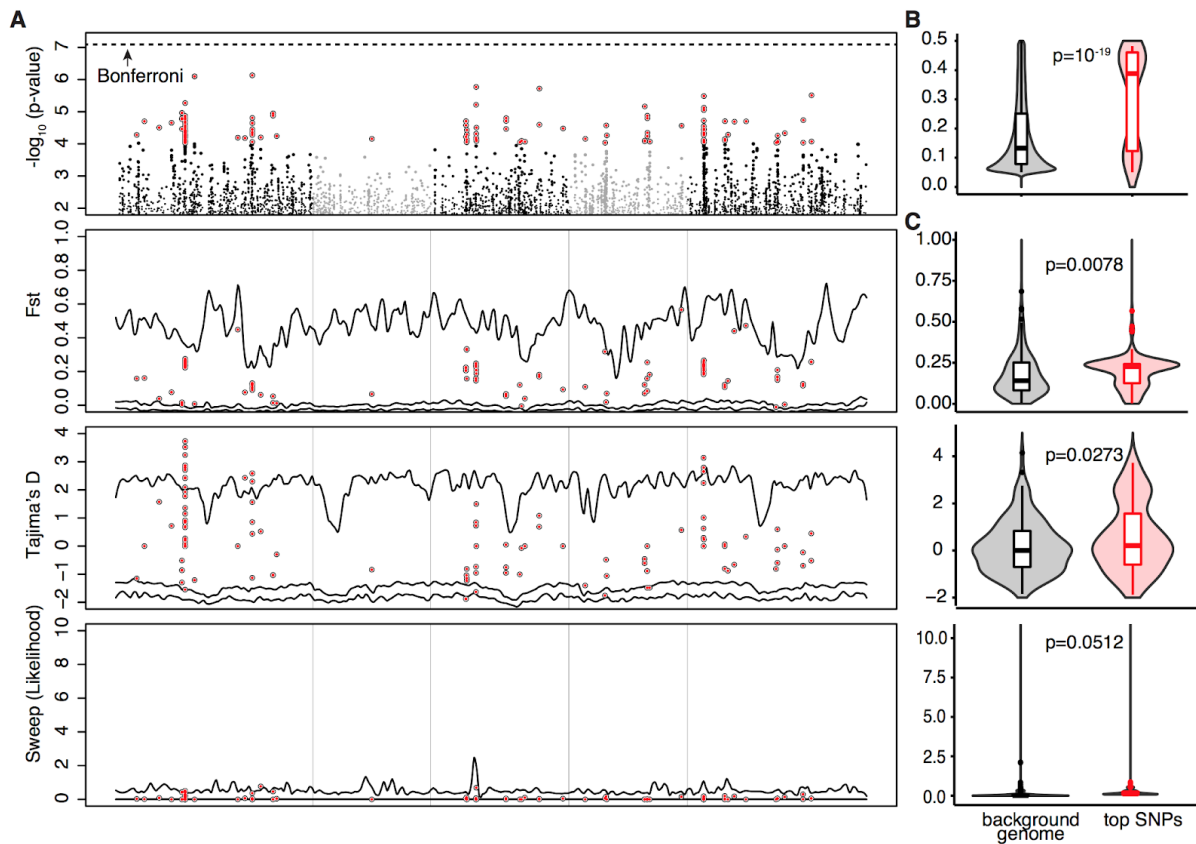 A
-log10 (p-value)
7
6
5
4
3
2
Bonferroni
Fst
1.0
0.8
0.6
0.4
0.2
0.0
Tajima's D
4
3
2
1
0
−1
−2
Sweep (Likelihood)
10
8
6
4
2
0
B
0.5
0.3
0.2
0.1
0.0
p=10-19
C
1.00
0.75
0.50
0.25
0.00
p=0.0078
4
2
0
−2
p=0.0273
10.0
7.5
5.0
2.5
0.0
p=0.0512
background
genome
top SNPs